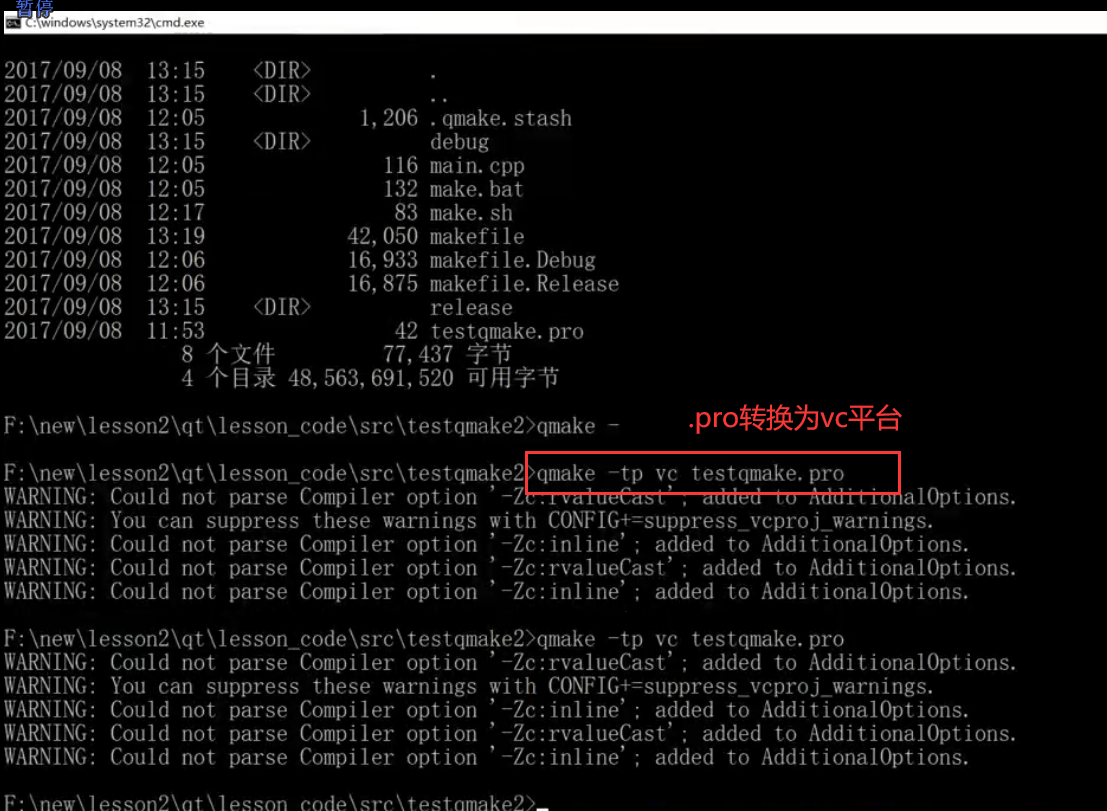 暂停
C:\windows\system32\cmd.exe
2017/09/08  13:15    <DIR>          .
2017/09/08  13:15    <DIR>          ..
2017/09/08  12:05             1,206 .qmake.stash
2017/09/08  13:15    <DIR>          debug
2017/09/08  12:05               116 main.cpp
2017/09/08  12:05               132 make.bat
2017/09/08  12:17                83 make.sh
2017/09/08  13:19            42,050 makefile
2017/09/08  12:06            16,933 makefile.Debug
2017/09/08  12:06            16,875 makefile.Release
2017/09/08  13:15    <DIR>          release
2017/09/08  11:53                42 testqmake.pro
8 个文件         77,437 字节
4 个目录 48,563,691,520 可用字节
F:\new\lesson2\qt\lesson_code\src\testqmake2>qmake -
.pro转换为vc平台
F:\new\lesson2\qt\lesson_code\src\testqmake2>qmake -tp vc testqmake.pro
WARNING: Could not parse Compiler option '-Zc:rvalueCast'; added to AdditionalOptions.
WARNING: You can suppress these warnings with CONFIG+=suppress_vcproj_warnings.
WARNING: Could not parse Compiler option '-Zc:inline'; added to AdditionalOptions.
WARNING: Could not parse Compiler option '-Zc:rvalueCast'; added to AdditionalOptions.
WARNING: Could not parse Compiler option '-Zc:inline'; added to AdditionalOptions.
F:\new\lesson2\qt\lesson_code\src\testqmake2>qmake -tp vc testqmake.pro
WARNING: Could not parse Compiler option '-Zc:rvalueCast'; added to AdditionalOptions.
WARNING: You can suppress these warnings with CONFIG+=suppress_vcproj_warnings.
WARNING: Could not parse Compiler option '-Zc:inline'; added to AdditionalOptions.
WARNING: Could not parse Compiler option '-Zc:rvalueCast'; added to AdditionalOptions.
WARNING: Could not parse Compiler option '-Zc:inline'; added to AdditionalOptions.
F:\new\lesson2\qt\lesson_code\src\testqmake2>